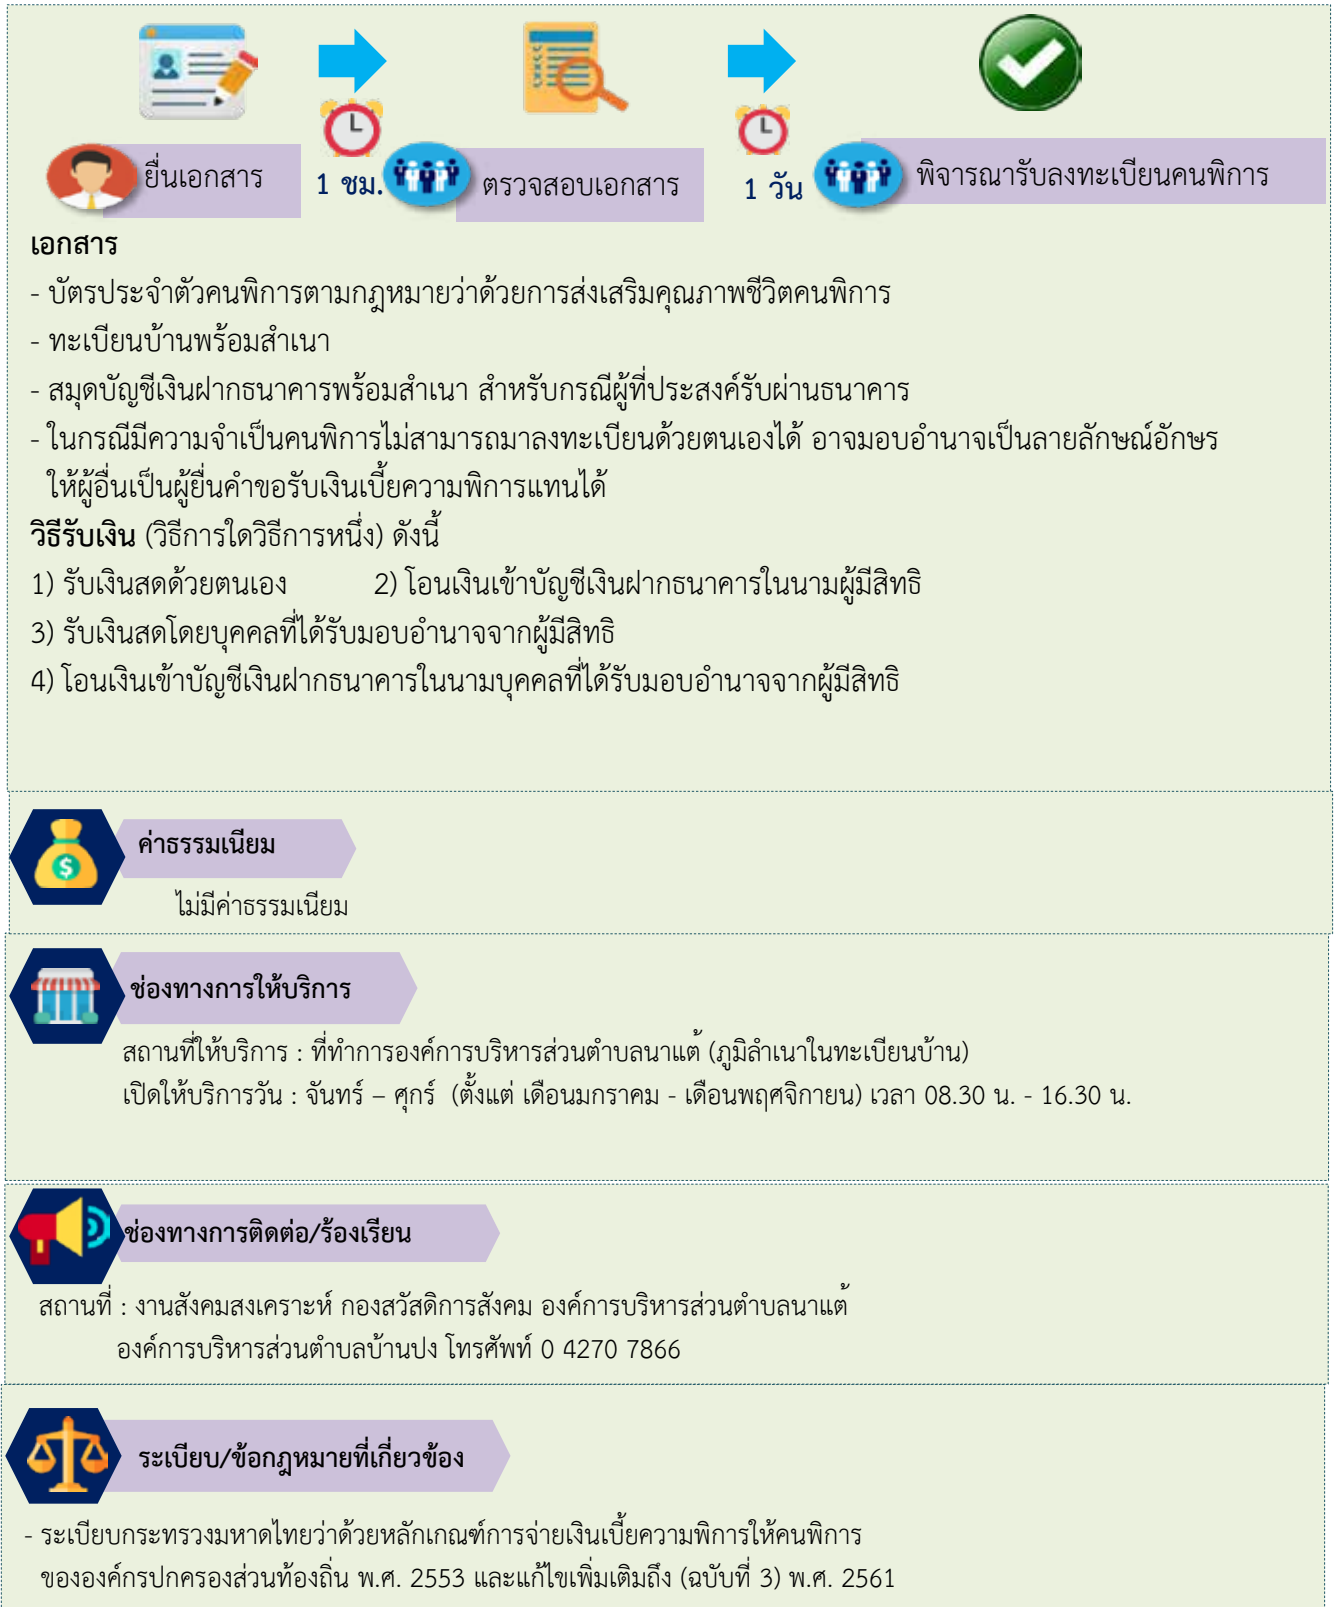 ยื่นเอกสาร
1 ชม.
ตรวจสอบเอกสาร
1 วัน
พิจารณารับลงทะเบียนคนพิการ
เอกสาร
- บัตรประจำตัวคนพิการตามกฎหมายว่าด้วยการส่งเสริมคุณภาพชีวิตคนพิการ
- ทะเบียนบ้านพร้อมสำเนา
- สมุดบัญชีเงินฝากธนาคารพร้อมสำเนา สำหรับกรณีผู้ที่ประสงค์รับผ่านธนาคาร
- ในกรณีมีความจำเป็นคนพิการไม่สามารถมาลงทะเบียนด้วยตนเองได้ อาจมอบอำนาจเป็นลายลักษณ์อักษร
ให้ผู้อื่นเป็นผู้ยื่นคำขอรับเงินเบี้ยความพิการแทนได้
วิธีรับเงิน (วิธีการใดวิธีการหนึ่ง) ดังนี้
1) รับเงินสดด้วยตนเอง 2) โอนเงินเข้าบัญชีเงินฝากธนาคารในนามผู้มีสิทธิ
3) รับเงินสดโดยบุคคลที่ได้รับมอบอำนาจจากผู้มีสิทธิ
4) โอนเงินเข้าบัญชีเงินฝากธนาคารในนามบุคคลที่ได้รับมอบอำนาจจากผู้มีสิทธิ
ค่าธรรมเนียม
ไม่มีค่าธรรมเนียม
ช่องทางการให้บริการ
สถานที่ให้บริการ : ที่ทำการองค์การบริหารส่วนตำบลนาแต้ (ภูมิลำเนาในทะเบียนบ้าน)
เปิดให้บริการวัน : จันทร์ – ศุกร์ (ตั้งแต่ เดือนมกราคม - เดือนพฤศจิกายน) เวลา 08.30 น. - 16.30 น.
ช่องทางการติดต่อ/ร้องเรียน
สถานที่ : งานสังคมสงเคราะห์ กองสวัสดิการสังคม องค์การบริหารส่วนตำบลนาแต้
องค์การบริหารส่วนตำบลบ้านปง โทรศัพท์ 0 4270 7866
ระเบียบ/ข้อกฎหมายที่เกี่ยวข้อง
- ระเบียบกระทรวงมหาดไทยว่าด้วยหลักเกณฑ์การจ่ายเงินเบี้ยความพิการให้คนพิการ
ขององค์กรปกครองส่วนท้องถิ่น พ.ศ. 2553 และแก้ไขเพิ่มเติมถึง (ฉบับที่ 3) พ.ศ. 2561